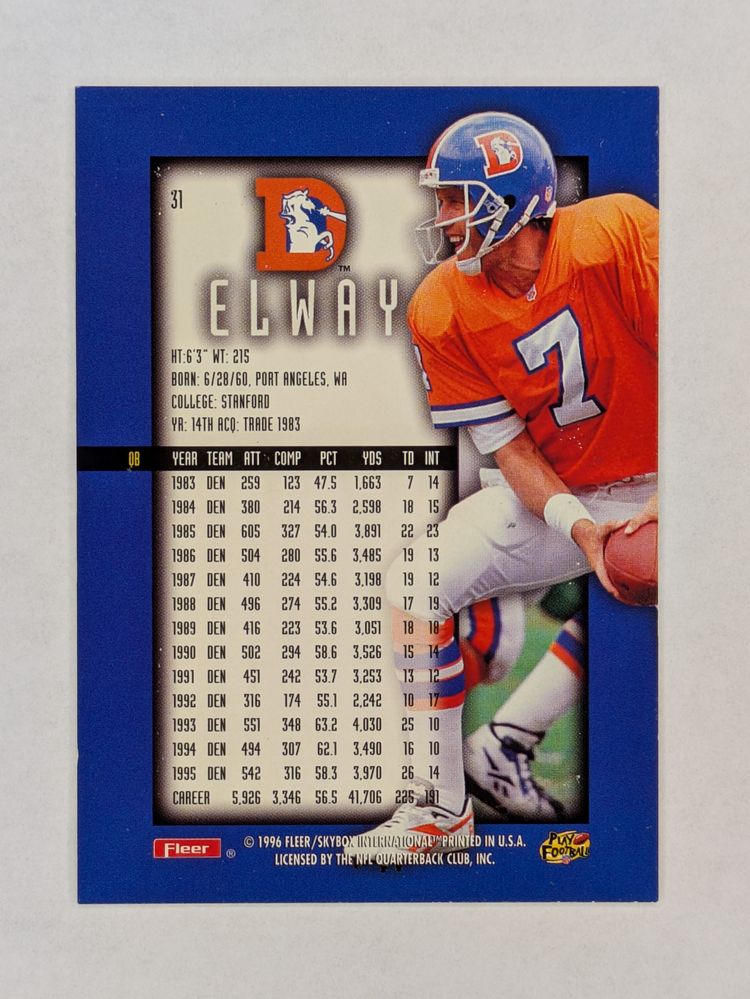 31
D
D
TM
ELWAY
7
7
HT:6'3" WT: 215
BORN: 6/28/60, PORT ANGELES, WA
COLLEGE: STANFORD
YR: 14TH ACQ: TRADE 1983
QB YEAR TEAM ATT COMP PCT YDS TD INT
1983 DEN 259 123 47.5 1,663 7 14
1984 DEN 380 214 56.3 2,598 18 15
1985 DEN 605 327 54.0 3,891 22 23
1986 DEN 504 280 55.6 3,485 19 13
1987 DEN 410 224 54.6 3,198 19 12
1988 DEN 496 274 55.2 3,309 17 19
1989 DEN 416 223 53.6 3,051 18 18
1990 DEN 502 294 58.6 3,526 15 14
1991 DEN 451 242 53.7 3,253 13 12
1992 DEN 316 174 55.1 2,242 10 17
1993 DEN 551 348 63.2 4,030 25 10
1994 DEN 494 307 62.1 3,490 16 10
1995 DEN 542 316 58.3 3,970 26 14
CAREER 5,926 3,346 56.5 41,706 225 191
Fleer ®
© 1996 FLEER/SKYBOX INTERNATIONAL PRINTED IN U.S.A.
LICENSED BY THE NFL QUARTERBACK CLUB, INC.
PLAY
FOOTBALL